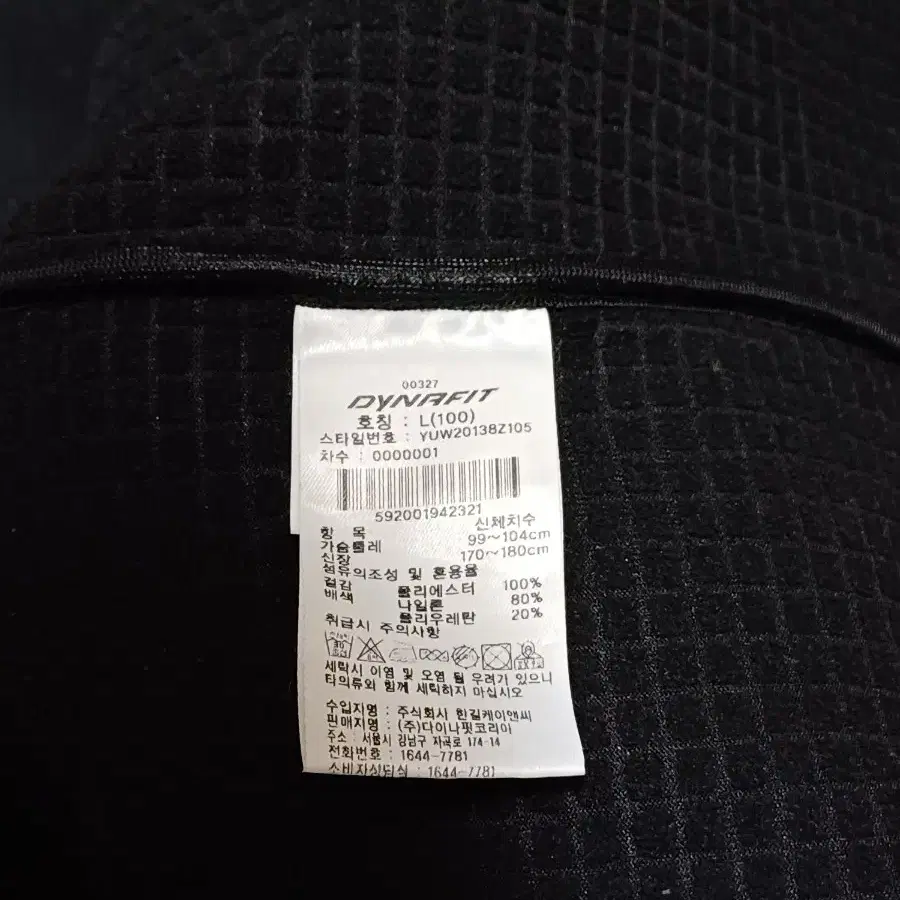 00327
DYNAFIT
호칭 : L(100)
스타일번호 : YUW20138Z105
차수 : 0000001
592001942321
항 목 신체치수
가슴둘레 99~104cm
신장 170~180cm
섬유의조성 및 혼용율
겉감 폴리에스터 100%
배색 나일론 80%
폴리우레탄 20%
취급시 주의사항
세탁시 이염 및 오염 될 우려가 있으니
타의류와 함께 세탁하지 마십시오
수입지명 : 주식회사 한길케이앤씨
판매지명 : (주)다이나핏코리아
주소 : 서울시 강남구 자곡로 174-14
전화번호 : 1644-7781
소비자상담실 : 1644-7781